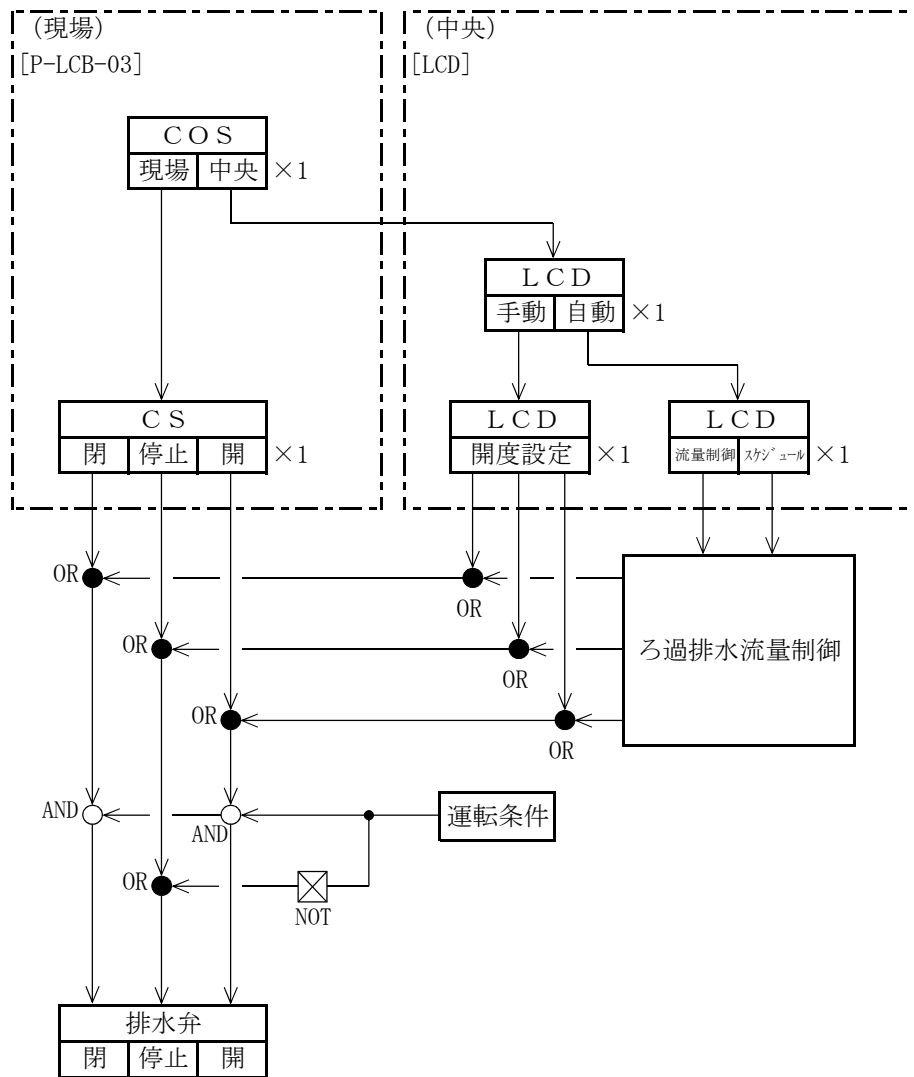 (現場)
[P-LCB-03]
(中央)
[LCD]
COS
現場 中央 ×1
LCD
手動 自動 ×1
CS
閉 停止 開 ×1
LCD
開度設定 ×1
LCD
流量制御 スケジュール ×1
OR
OR
OR
OR
OR
OR
ろ過排水流量制御
AND
AND
運転条件
OR
NOT
排水弁
閉 停止 開